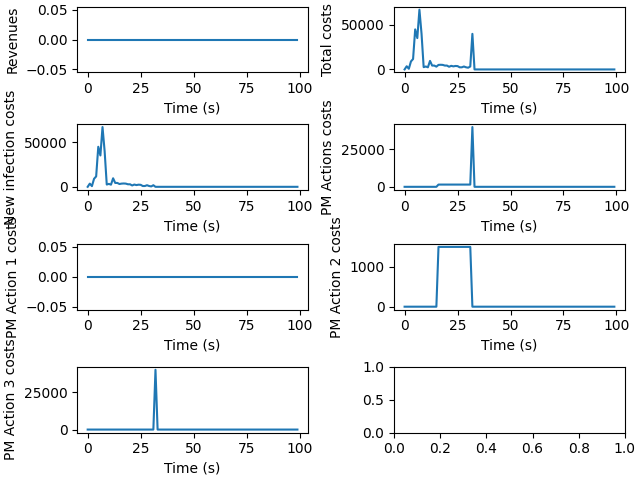 Revenues
0.05
0.00
−0.05
0 25 50 75 100
Time (s)
Total costs
50000
0
0 25 50 75 100
Time (s)
New infection costs
50000
0
0 25 50 75 100
Time (s)
PM Actions costs
25000
0
0 25 50 75 100
Time (s)
PM Action 1 costs
0.05
0.00
−0.05
0 25 50 75 100
Time (s)
PM Action 2 costs
1000
0
0 25 50 75 100
Time (s)
PM Action 3 costs
25000
0
0 25 50 75 100
Time (s)
1.0
0.5
0.0
0.0 0.2 0.4 0.6 0.8 1.0